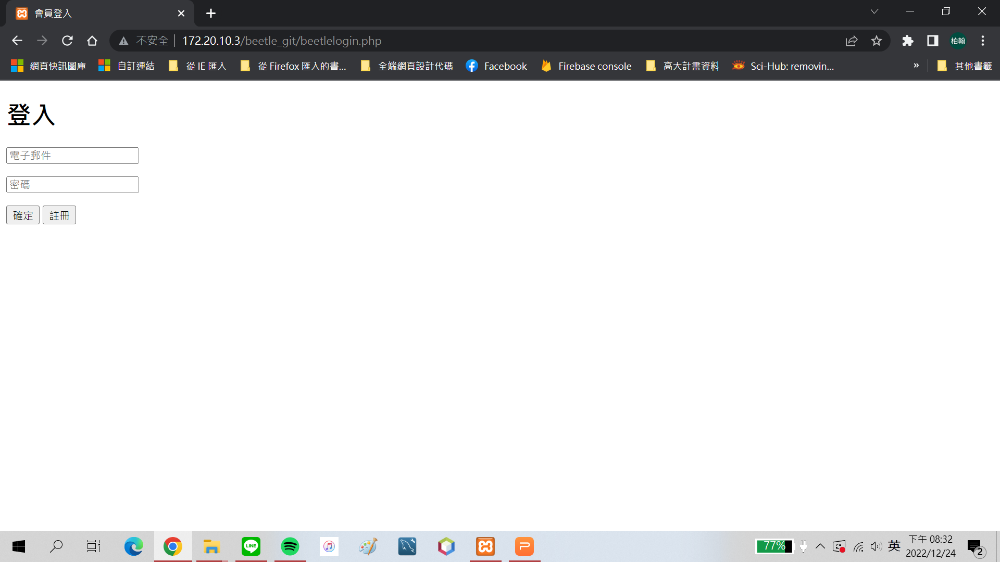 會員登入
不安全 172.20.10.3/beetle_git/beetlelogin.php
柏翰
網頁快訊圖庫 自訂連結 從 IE 匯入 從 Firefox 匯入的書... 全端網頁設計代碼 Facebook Firebase console 高大計畫資料 Sci-Hub: removin... » 其他書籤
登入
電子郵件
密碼
確定 註冊
LINE
77% 英 下午 08:32
2022/12/24
2